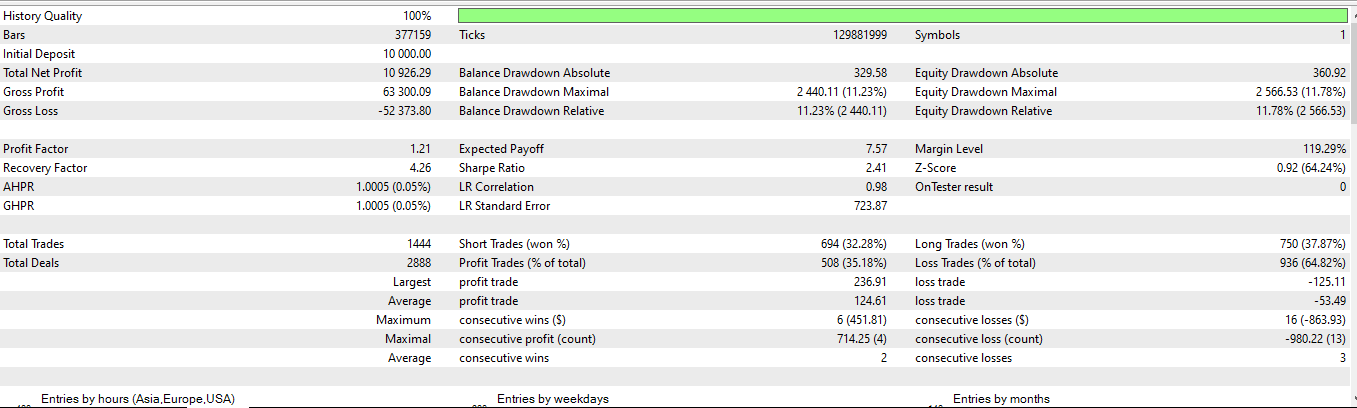 History Quality 100%
Bars 377159 Ticks 129881999 Symbols 1
Initial Deposit 10 000.00
Total Net Profit 10 926.29 Balance Drawdown Absolute 329.58 Equity Drawdown Absolute 360.92
Gross Profit 63 300.09 Balance Drawdown Maximal 2 440.11 (11.23%) Equity Drawdown Maximal 2 566.53 (11.78%)
Gross Loss -52 373.80 Balance Drawdown Relative 11.23% (2 440.11) Equity Drawdown Relative 11.78% (2 566.53)
Profit Factor 1.21 Expected Payoff 7.57 Margin Level 119.29%
Recovery Factor 4.26 Sharpe Ratio 2.41 Z-Score 0.92 (64.24%)
AHPR 1.0005 (0.05%) LR Correlation 0.98 OnTester result 0
GHPR 1.0005 (0.05%) LR Standard Error 723.87
Total Trades 1444 Short Trades (won %) 694 (32.28%) Long Trades (won %) 750 (37.87%)
Total Deals 2888 Profit Trades (% of total) 508 (35.18%) Loss Trades (% of total) 936 (64.82%)
Largest profit trade 236.91 loss trade -125.11
Average profit trade 124.61 loss trade -53.49
Maximum consecutive wins ($) 6 (451.81) consecutive losses ($) 16 (-863.93)
Maximal consecutive profit (count) 714.25 (4) consecutive loss (count) -980.22 (13)
Average consecutive wins 2 consecutive losses 3
Entries by hours (Asia,Europe,USA) Entries by weekdays Entries by months